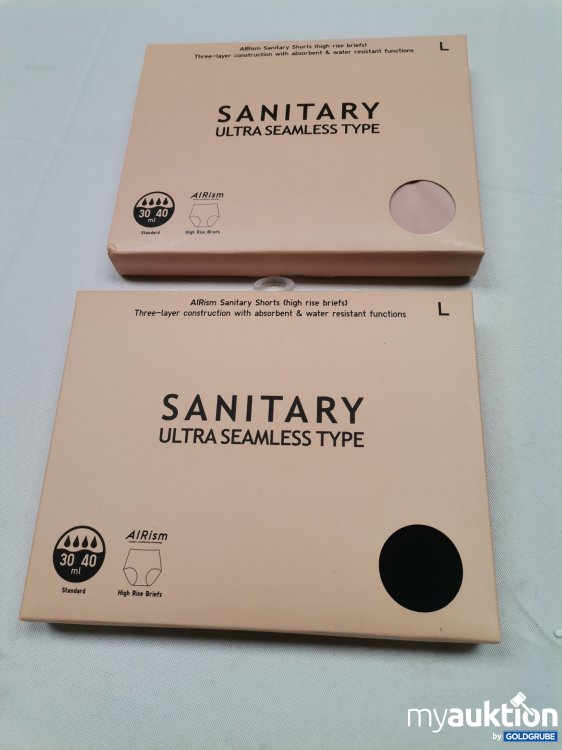 AIRism Sanitary Shorts (high rise briefs)
Three-layer construction with absorbent & water resistant functions
L
SANITARY
ULTRA SEAMLESS TYPE
30 40
ml
Standard
AIRism
High Rise Briefs
AIRism Sanitary Shorts (high rise briefs)
Three-layer construction with absorbent & water resistant functions
L
SANITARY
ULTRA SEAMLESS TYPE
30 40
ml
Standard
AIRism
High Rise Briefs
myauktion
by GOLDGRUBE